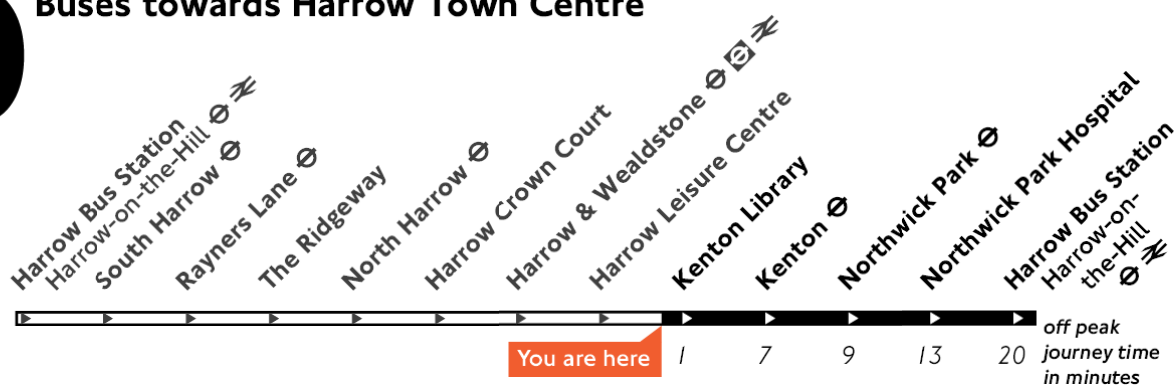 Buses towards Harrow Town Centre
Harrow Bus Station
Harrow-on-the-Hill
South Harrow
Rayners Lane
The Ridgeway
North Harrow
Harrow Crown Court
Harrow & Wealdstone
Harrow Leisure Centre
Kenton Library
Kenton
Northwick Park
Northwick Park Hospital
Harrow Bus Station
Harrow-on-
the-Hill
You are here
1 7 9 13 20
off peak
journey time
in minutes